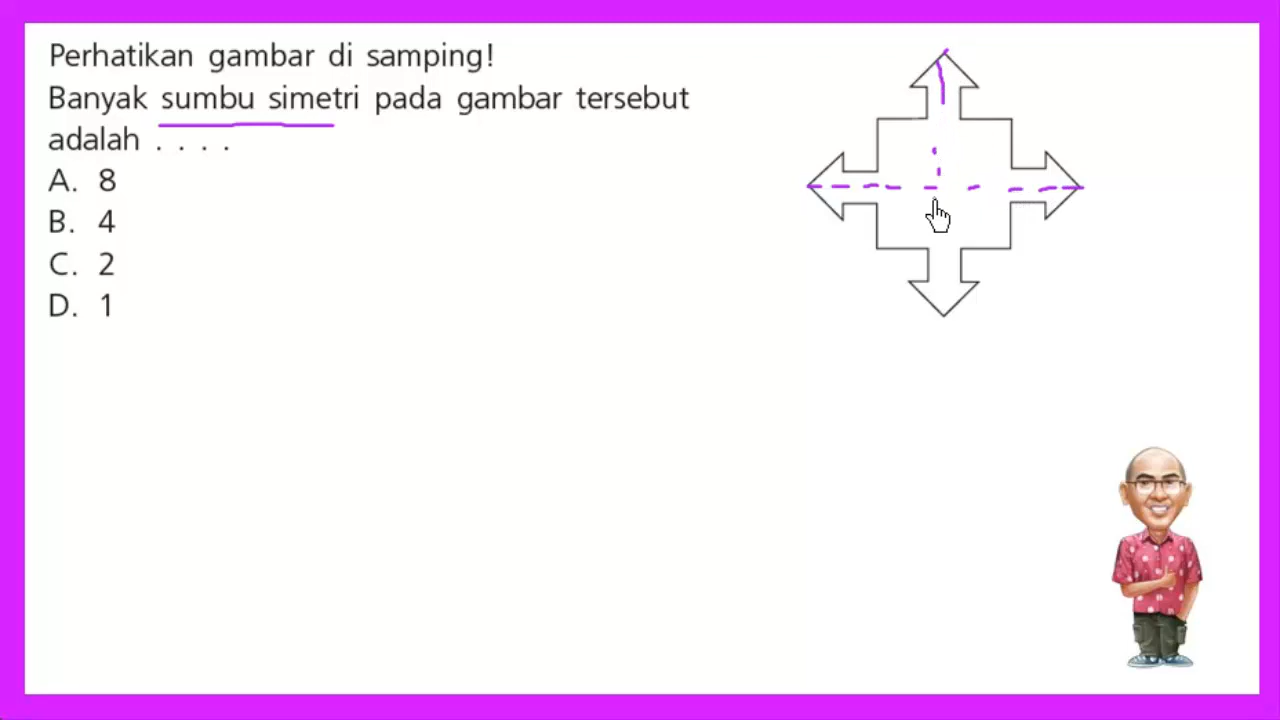 Perhatikan gambar di samping!
Banyak sumbu simetri pada gambar tersebut
adalah . . . .
A. 8
B. 4
C. 2
D. 1